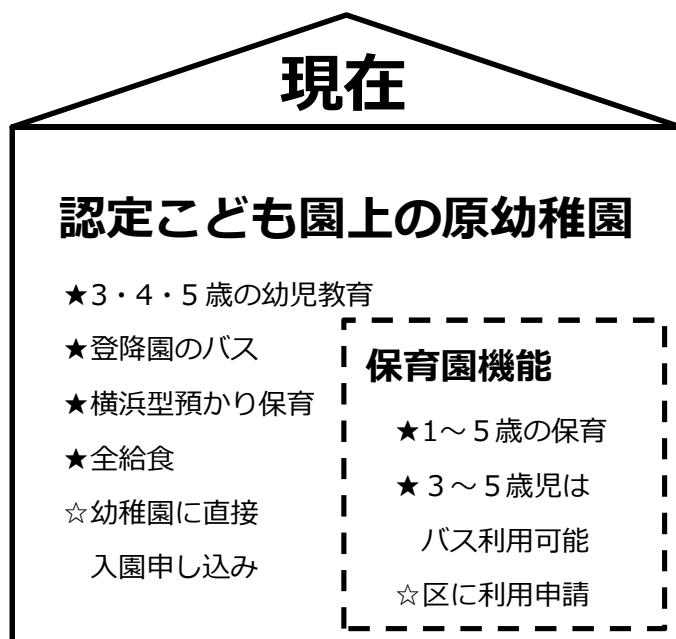 現在
認定こども園上の原幼稚園
★3・4・5歳の幼児教育
★登降園のバス
★横浜型預かり保育
★全給食
☆幼稚園に直接
入園申し込み
保育園機能
★1～5歳の保育
★3～5歳児は
バス利用可能
☆区に利用申請